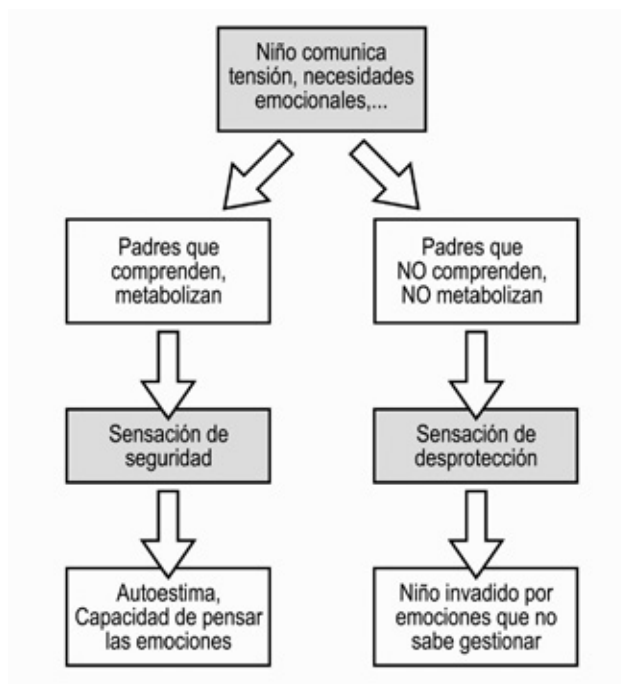 Niño comunica
tensión, necesidades
emocionales,...
Padres que
comprenden,
metabolizan
Padres que
NO comprenden,
NO metabolizan
Sensación de
seguridad
Sensación de
desprotección
Autoestima,
Capacidad de pensar
las emociones
Niño invadido por
emociones que no
sabe gestionar